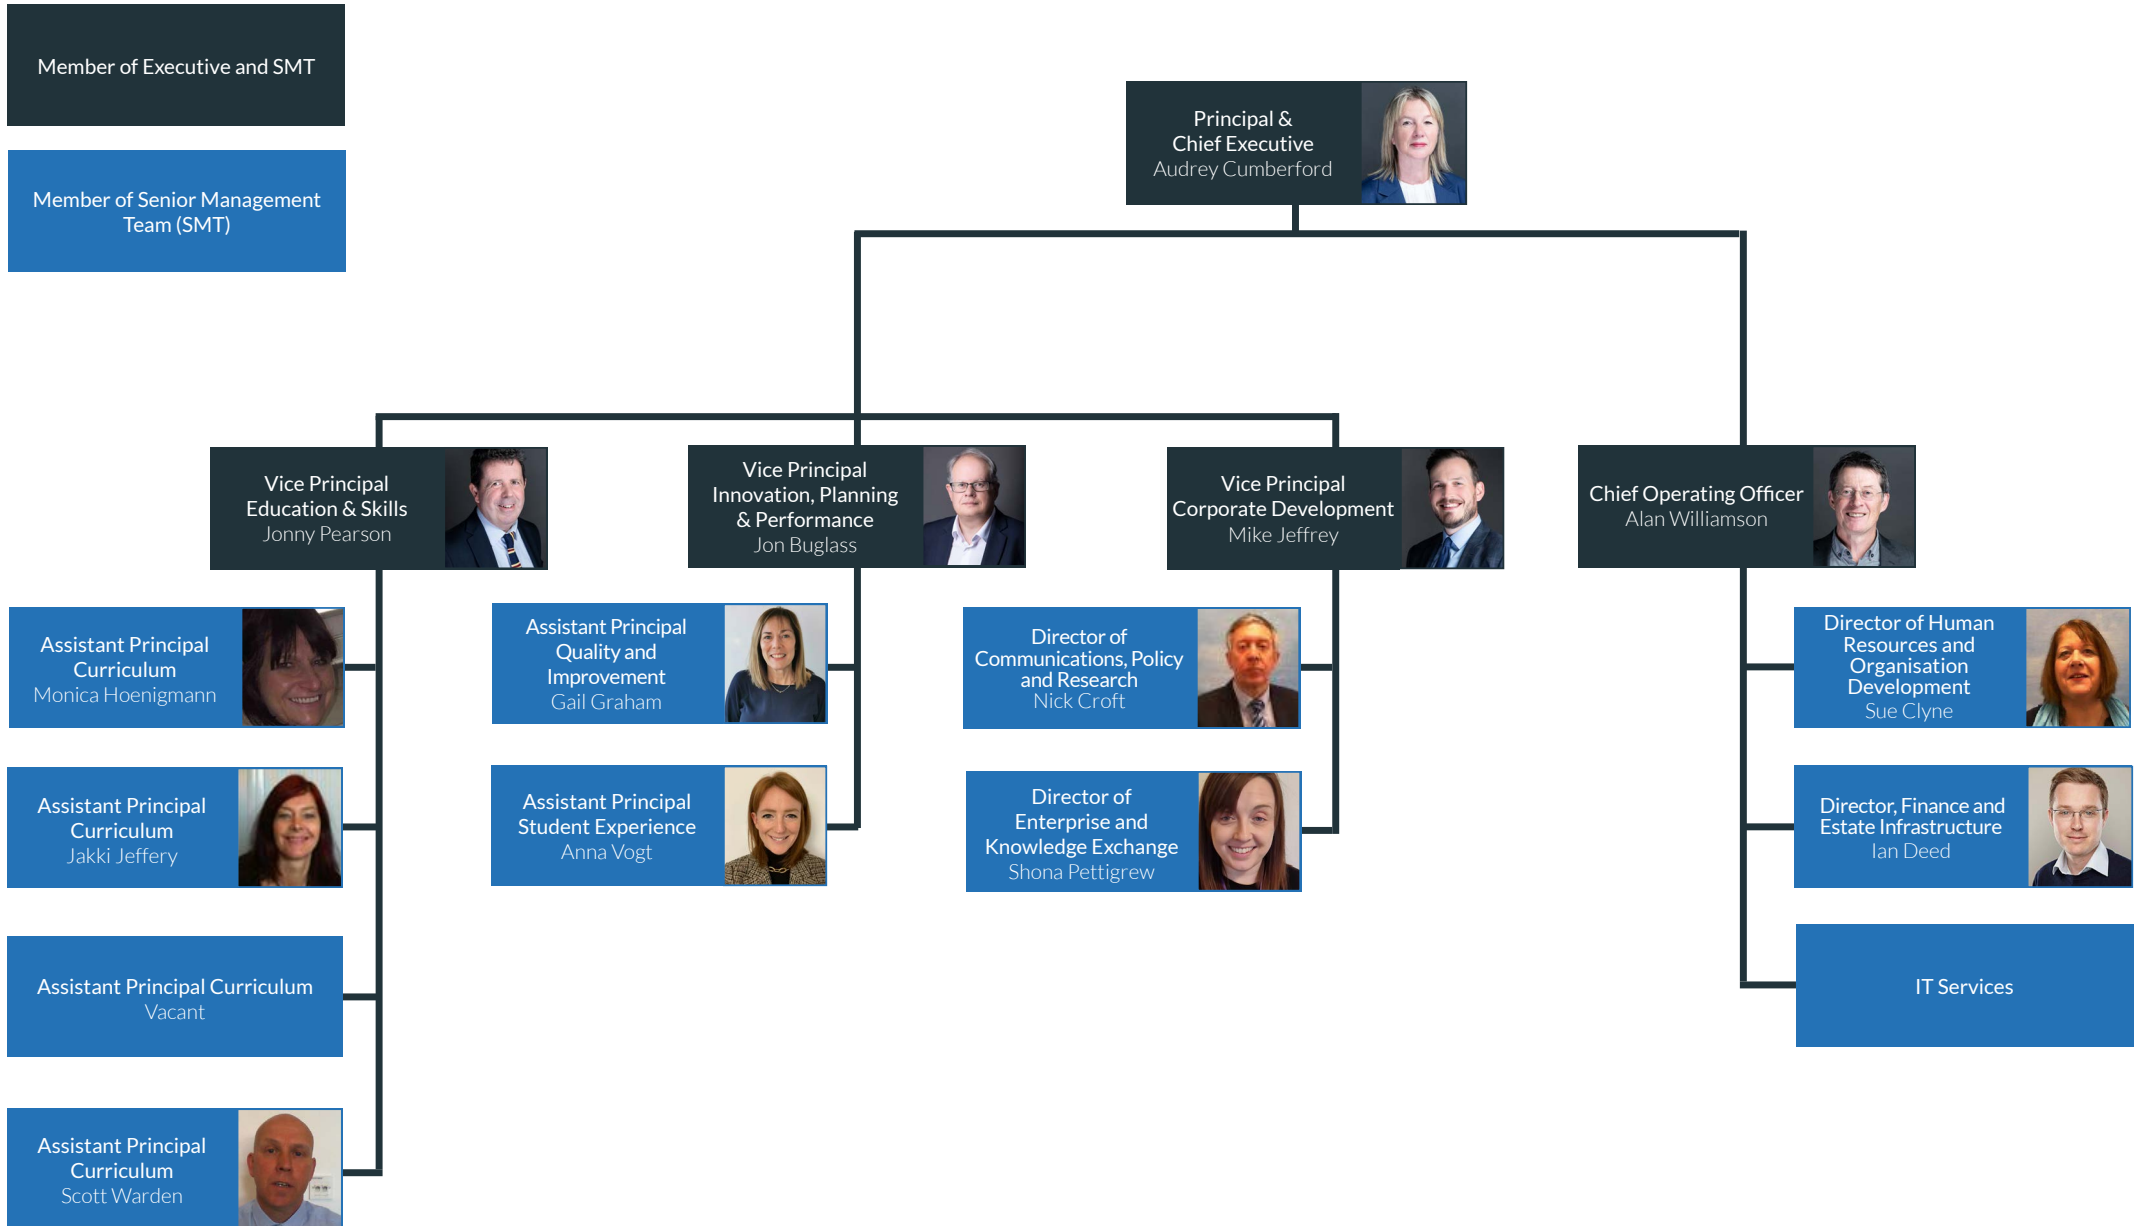 Member of Executive and SMT
Member of Senior Management
Team (SMT)
Principal &
Chief Executive
Audrey Cumberford
Vice Principal
Education & Skills
Jonny Pearson
Vice Principal
Innovation, Planning
& Performance
Jon Buglass
Vice Principal
Corporate Development
Mike Jeffrey
Chief Operating Officer
Alan Williamson
Assistant Principal
Curriculum
Monica Hoenigmann
Assistant Principal
Quality and
Improvement
Gail Graham
Director of
Communications, Policy
and Research
Nick Croft
Director of Human
Resources and
Organisation
Development
Sue Clyne
Assistant Principal
Curriculum
Jakki Jeffery
Assistant Principal
Student Experience
Anna Vogt
Director of
Enterprise and
Knowledge Exchange
Shona Pettigrew
Director, Finance and
Estate Infrastructure
Ian Deed
Assistant Principal Curriculum
Vacant
IT Services
Assistant Principal
Curriculum
Scott Warden